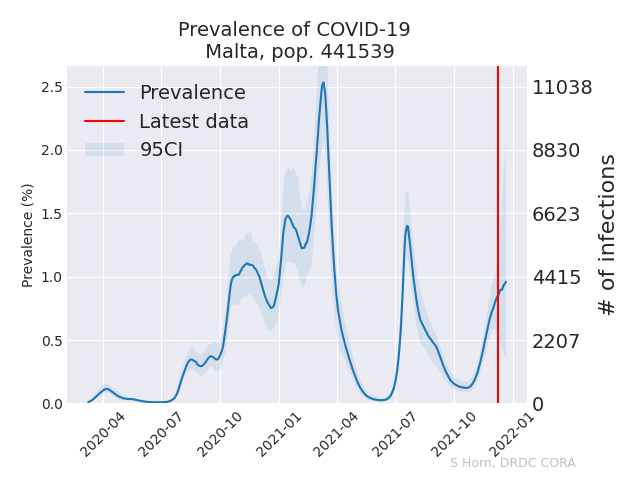 Prevalence of COVID-19
Malta, pop. 441539
Prevalence
Latest data
95CI
Prevalence (%)
2.5
2.0
1.5
1.0
0.5
0.0
11038
8830
6623
4415
2207
0
# of infections
2020-04
2020-07
2020-10
2021-01
2021-04
2021-07
2021-10
2022-01
S Horn, DRDC CORA